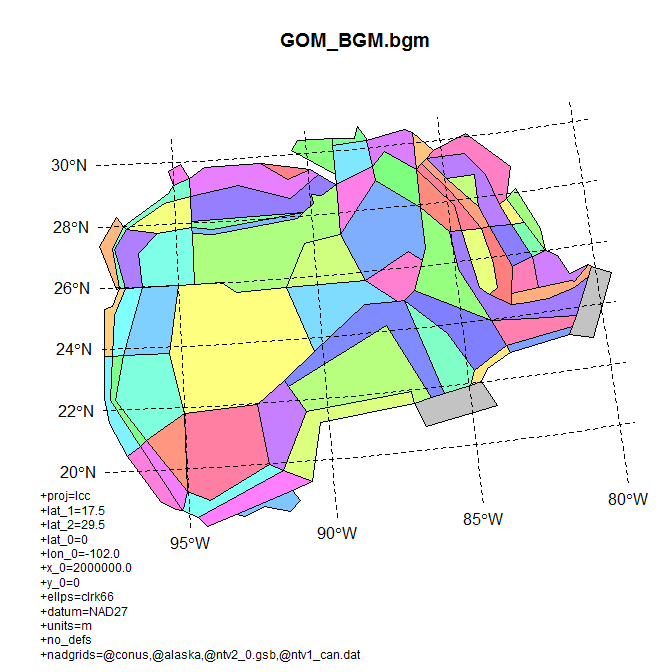 GOM_BGM.bgm
30°N
28°N
26°N
24°N
22°N
20°N
80°W
85°W
90°W
95°W
+proj=lcc
+lat_1=17.5
+lat_2=29.5
+lat_0=0
+lon_0=-102.0
+x_0=2000000.0
+y_0=0
+ellps=clrk66
+datum=NAD27
+units=m
+no_defs
+nadgrids=@conus,@alaska,@ntv2_0.gsb,@ntv1_can.dat